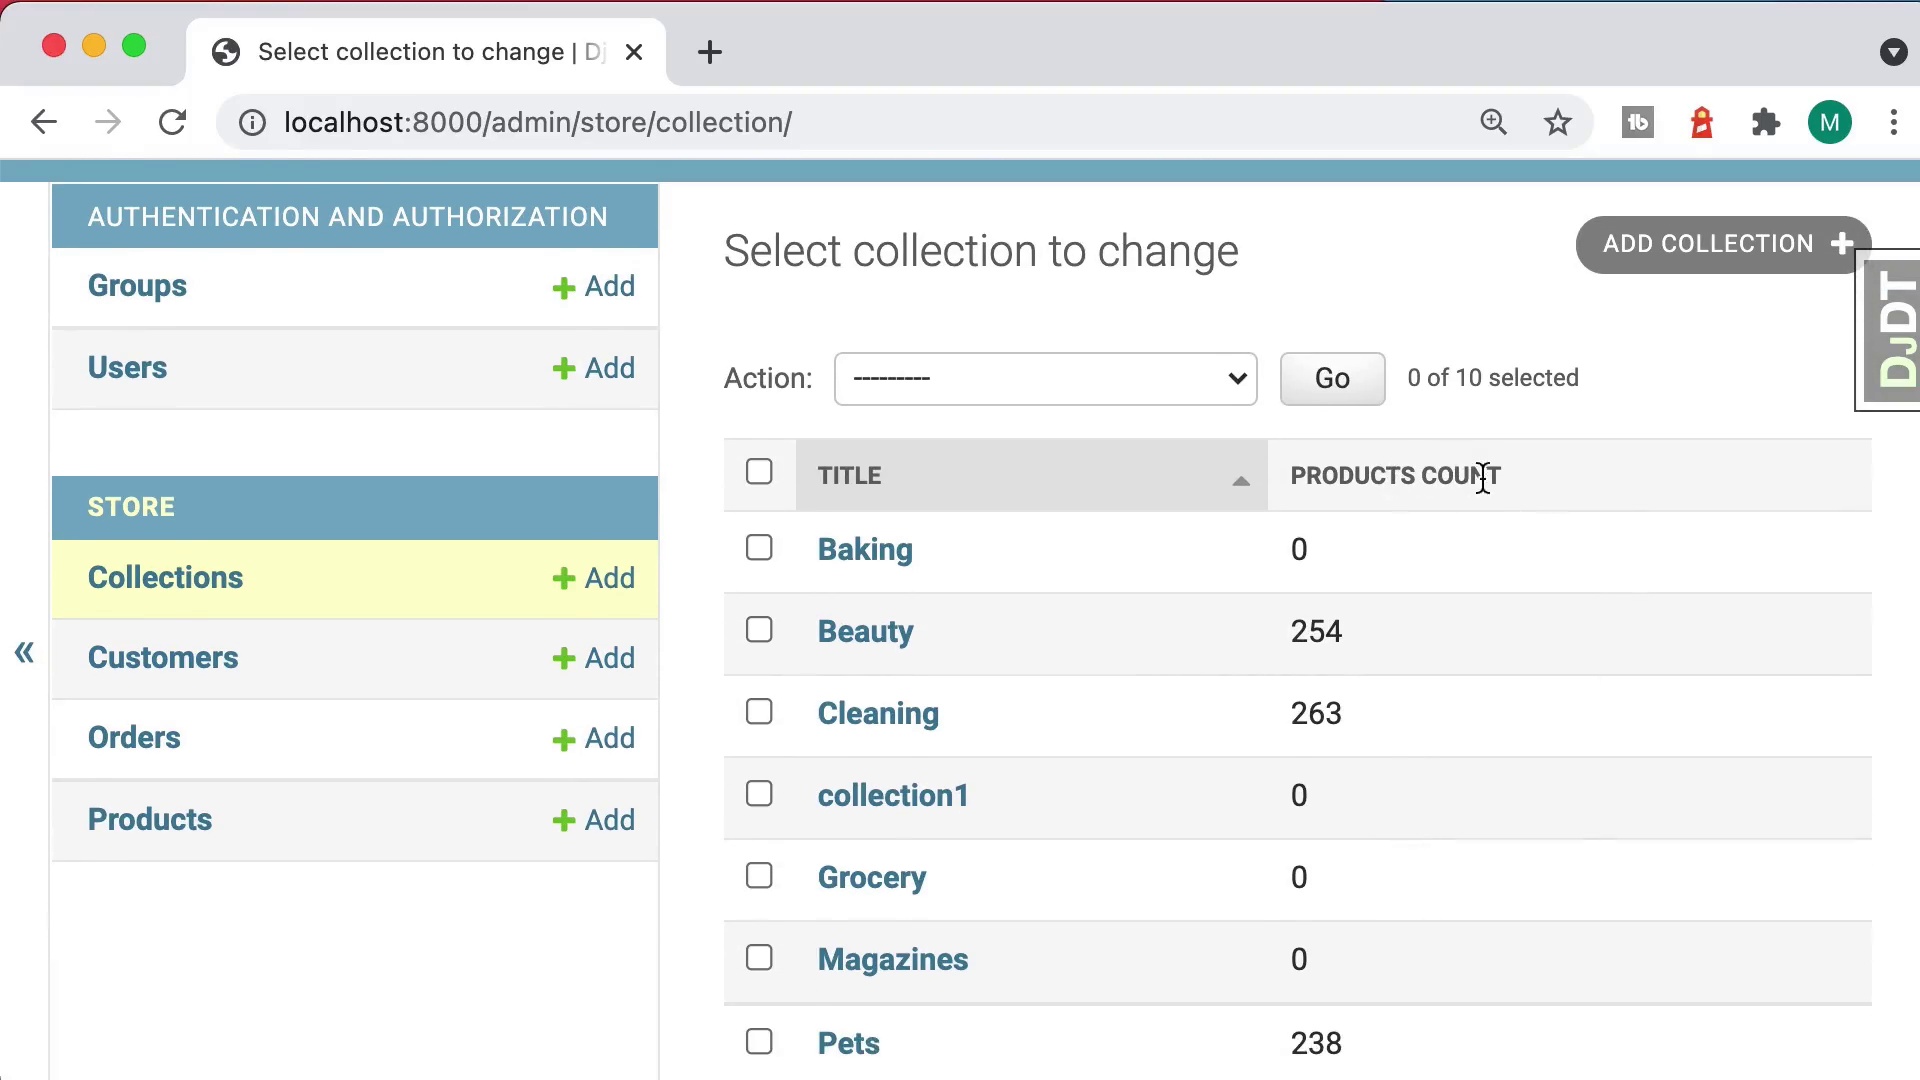 Select collection to change | Dj
localhost:8000/admin/store/collection/
M
AUTHENTICATION AND AUTHORIZATION
Groups
Add
Users
Add
STORE
Collections
Add
Customers
Add
Orders
Add
Products
Add
«
Select collection to change
ADD COLLECTION
DJDT
Action:
---------
Go
0 of 10 selected
TITLE
PRODUCTS COUNT
Baking
0
Beauty
254
Cleaning
263
collection1
0
Grocery
0
Magazines
0
Pets
238